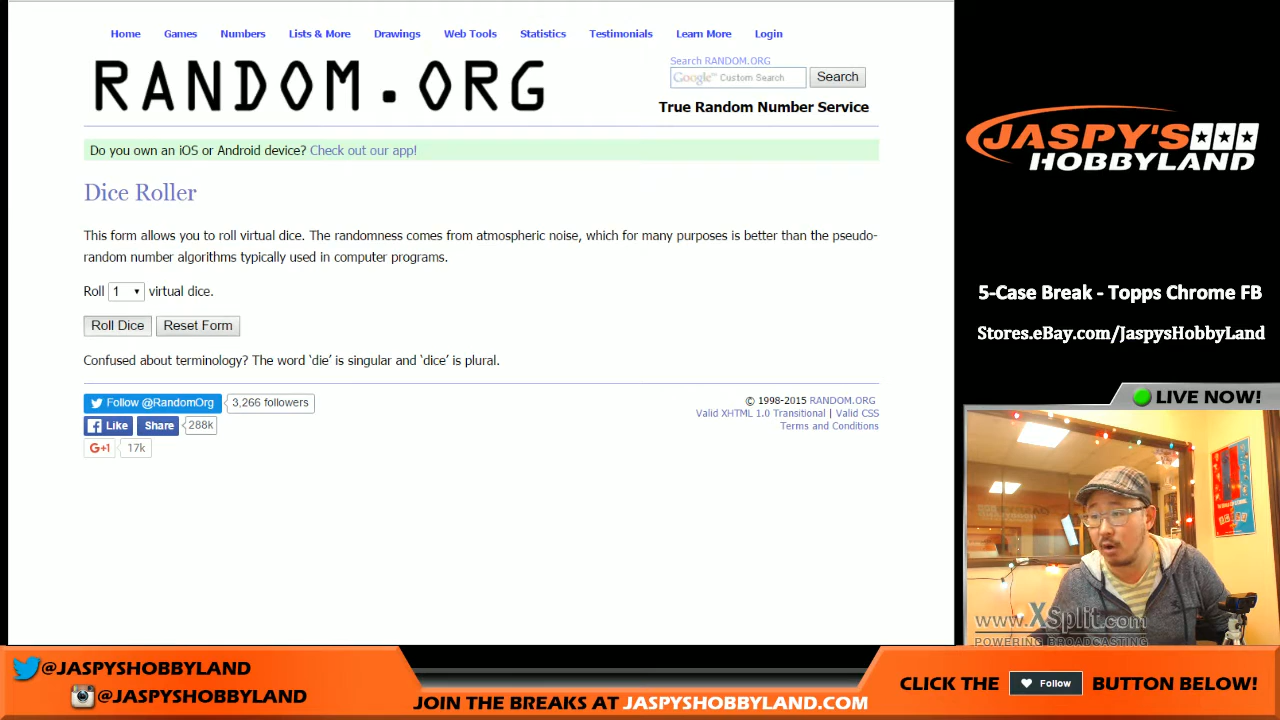 Home Games Numbers Lists & More Drawings Web Tools Statistics Testimonials Learn More Login
RANDOM.ORG
Search RANDOM.ORG
Google™ Custom Search Search
True Random Number Service
Do you own an iOS or Android device? Check out our app!
Dice Roller
This form allows you to roll virtual dice. The randomness comes from atmospheric noise, which for many purposes is better than the pseudo-
random number algorithms typically used in computer programs.
Roll 1 virtual dice.
Roll Dice Reset Form
Confused about terminology? The word ‘die’ is singular and ‘dice’ is plural.
Follow @RandomOrg 3,266 followers
Like Share 288k
G+1 17k
© 1998-2015 RANDOM.ORG
Valid XHTML 1.0 Transitional | Valid CSS
Terms and Conditions
JASPY'S
HOBBYLAND
5-Case Break - Topps Chrome FB
Stores.eBay.com/JaspysHobbyLand
LIVE NOW!
www.XSplit.com
POWERING BROADCASTING
@JASPYSHOBBYLAND
@JASPYSHOBBYLAND
JOIN THE BREAKS AT JASPYSHOBBYLAND.COM
CLICK THE Follow BUTTON BELOW!